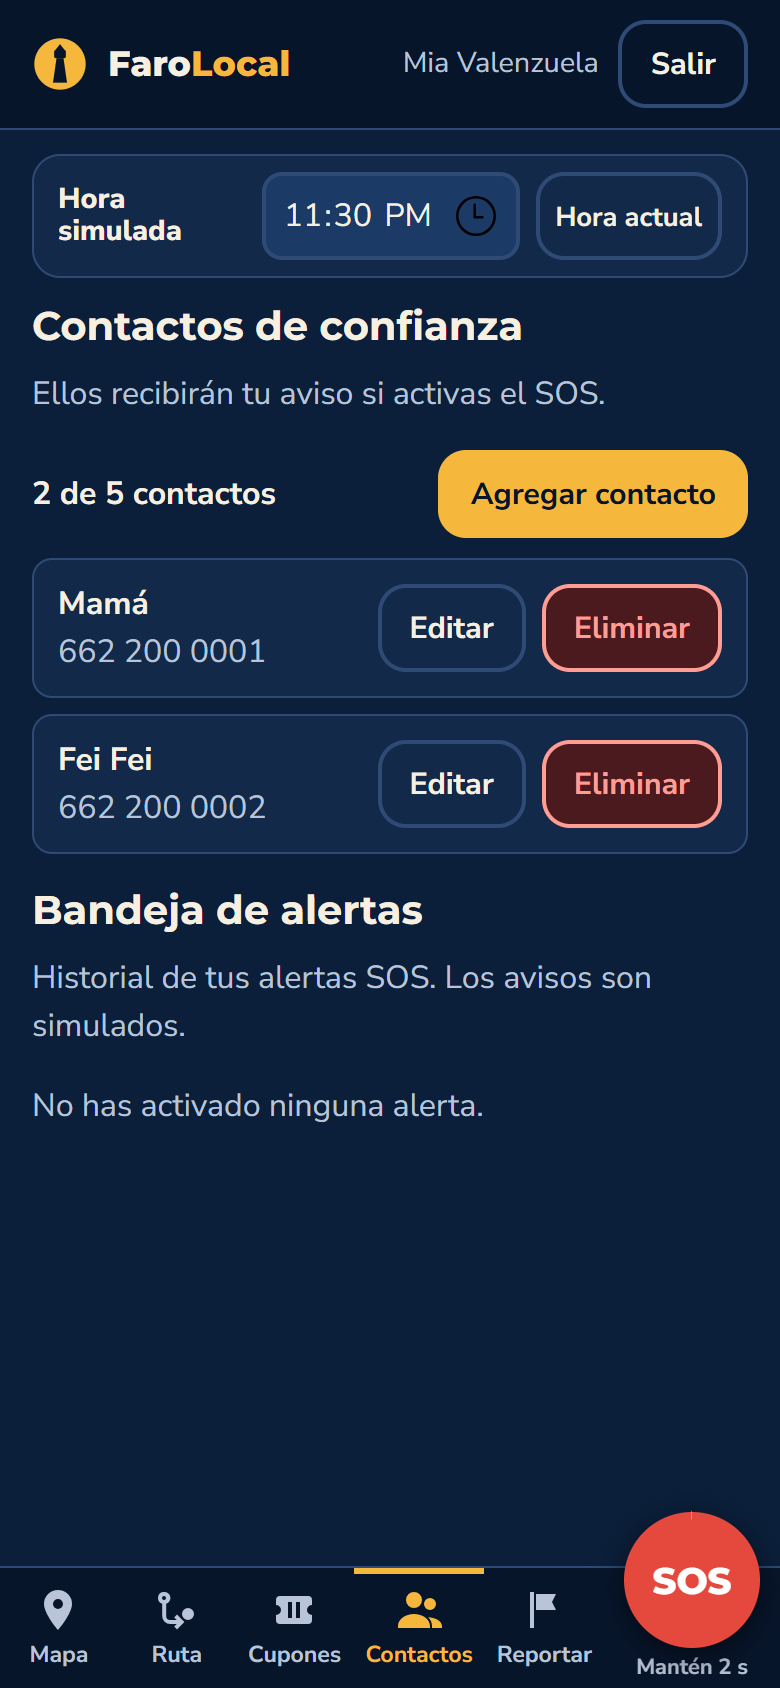 FaroLocal
Mia Valenzuela
Salir
Hora
simulada
11:30 PM
Hora actual
Contactos de confianza
Ellos recibirán tu aviso si activas el SOS.
2 de 5 contactos
Agregar contacto
Mamá
662 200 0001
Editar
Eliminar
Fei Fei
662 200 0002
Editar
Eliminar
Bandeja de alertas
Historial de tus alertas SOS. Los avisos son
simulados.
No has activado ninguna alerta.
Mapa
Ruta
Cupones
Contactos
Reportar
SOS
Mantén 2 s